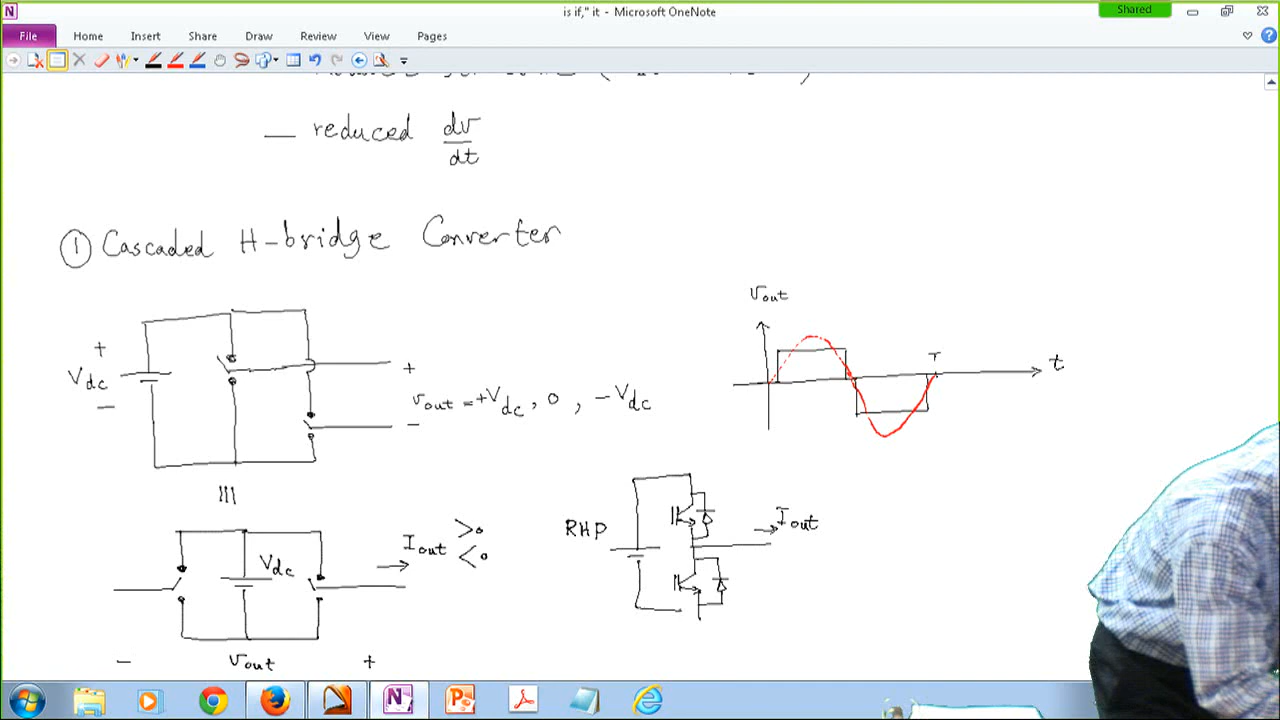 is if," it - Microsoft OneNote
Shared
File Home Insert Share Draw Review View Pages
— reduced dv/dt
① Cascaded H-bridge Converter
Vout
+
Vdc
−
+
Vout = +Vdc, 0, −Vdc
−
T
t
|||
Vdc
Iout >0
<0
RHP
Iout
− Vout +